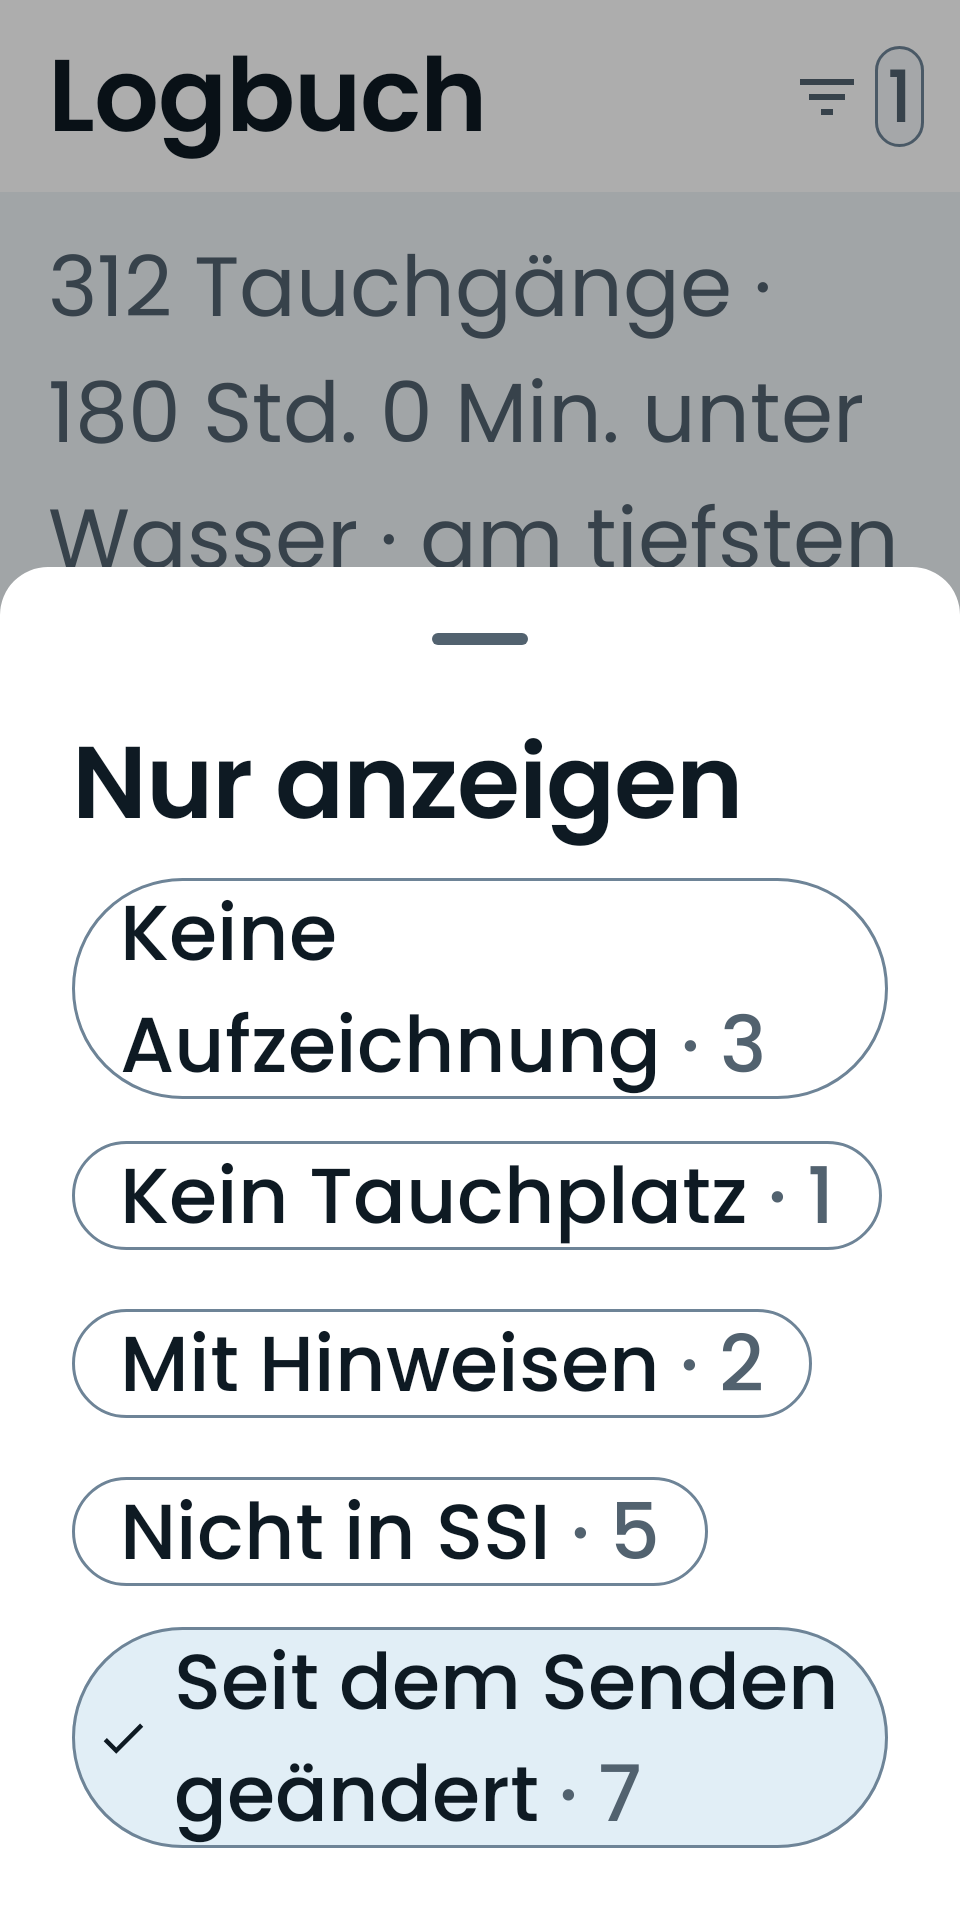 Logbuch 1
312 Tauchgänge ·
180 Std. 0 Min. unter
Wasser · am tiefsten
Nur anzeigen
Keine
Aufzeichnung · 3
Kein Tauchplatz · 1
Mit Hinweisen · 2
Nicht in SSI · 5
Seit dem Senden
geändert · 7